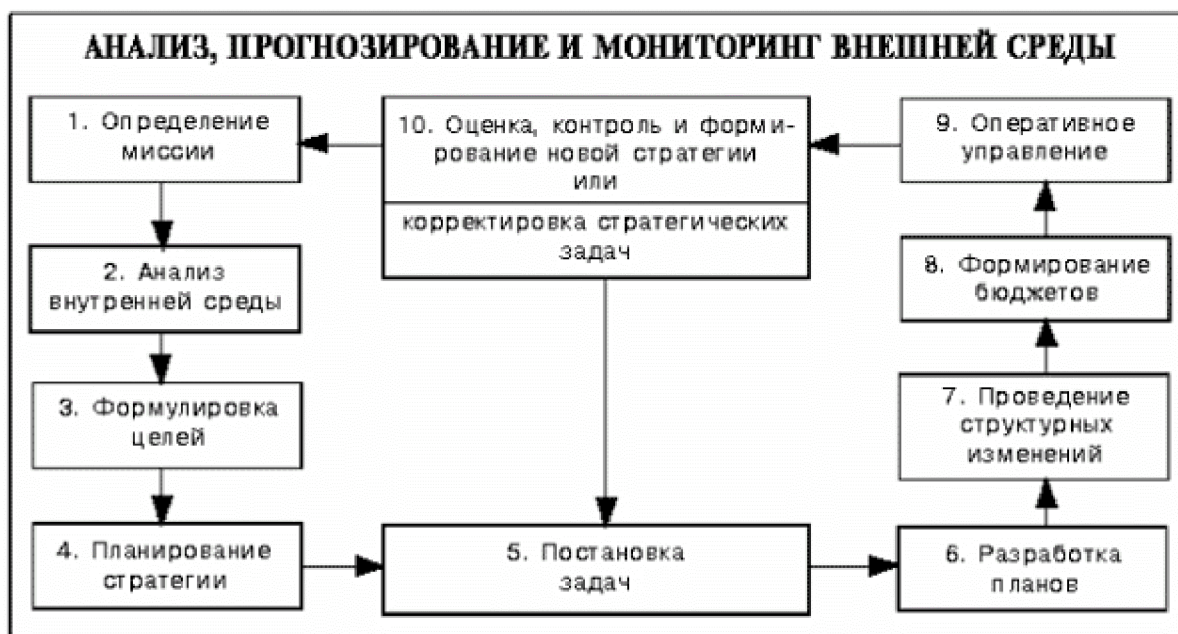 АНАЛИЗ, ПРОГНОЗИРОВАНИЕ И МОНИТОРИНГ ВНЕШНЕЙ СРЕДЫ
1. Определение
миссии
2. Анализ
внутренней среды
3. Формулировка
целей
4. Планирование
стратегии
5. Постановка
задач
6. Разработка
планов
7. Проведение
структурных
изменений
8. Формирование
бюджетов
9. Оперативное
управление
10. Оценка, контроль и форми-
рование новой стратегии
или
корректировка стратегических
задач